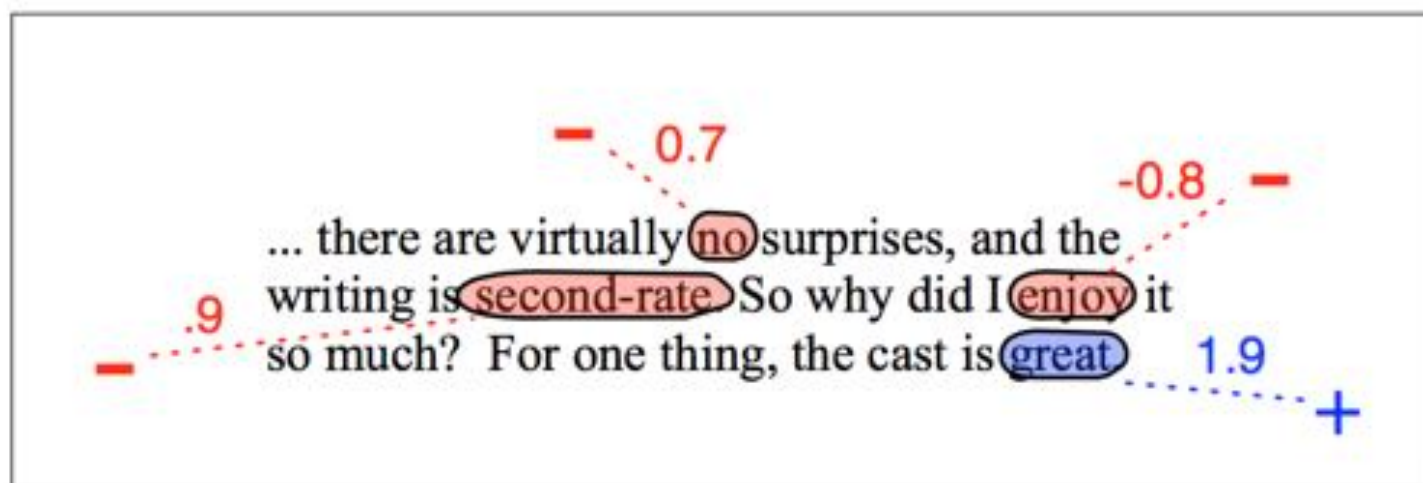 − 0.7
-0.8 −
... there are virtually no surprises, and the
writing is second-rate. So why did I enjoy it
.9
so much? For one thing, the cast is great.
1.9
−
+